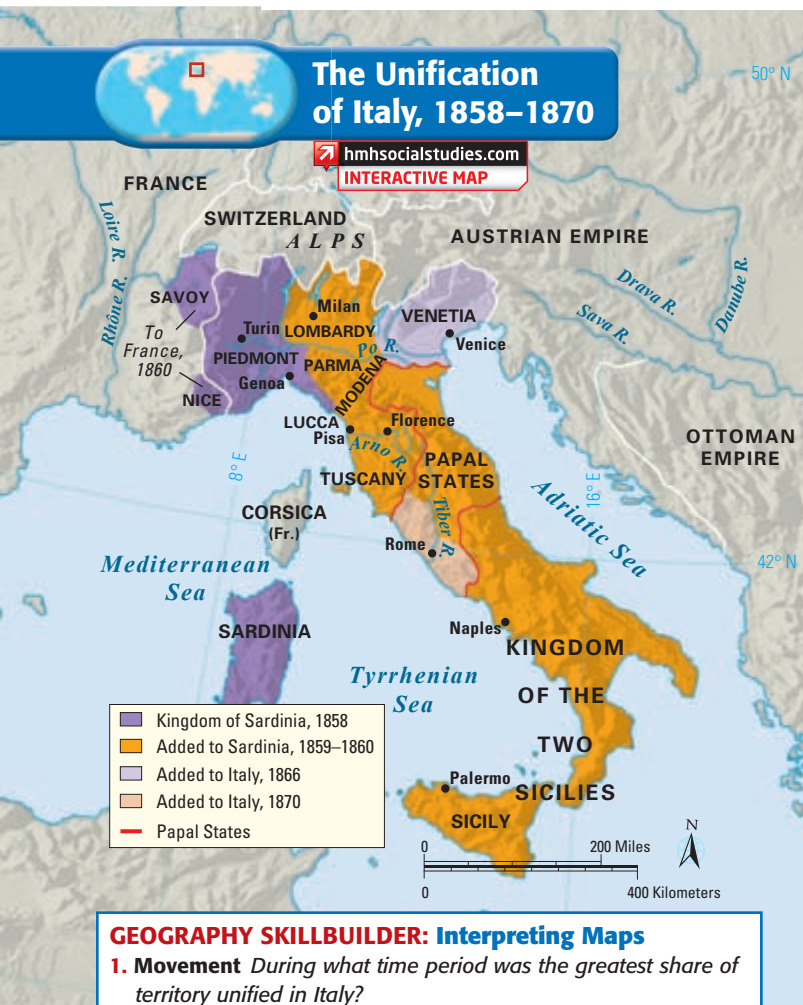 The Unification
of Italy, 1858–1870
hmhsocialstudies.com
INTERACTIVE MAP
50° N
FRANCE
SWITZERLAND
ALPS
AUSTRIAN EMPIRE
Loire R.
Rhône R.
Drava R.
Sava R.
Danube R.
SAVOY
To
France,
1860
NICE
Turin
PIEDMONT
Genoa
Milan
LOMBARDY
VENETIA
Venice
Po R.
PARMA
MODENA
LUCCA
Pisa
Florence
Arno R.
TUSCANY
PAPAL
STATES
OTTOMAN
EMPIRE
8° E
16° E
Adriatic Sea
CORSICA
(Fr.)
Tiber R.
Rome
42° N
Mediterranean
Sea
SARDINIA
Naples
KINGDOM
OF THE
TWO
SICILIES
Tyrrhenian
Sea
Palermo
SICILY
Kingdom of Sardinia, 1858
Added to Sardinia, 1859–1860
Added to Italy, 1866
Added to Italy, 1870
Papal States
N
0 200 Miles
0 400 Kilometers
GEOGRAPHY SKILLBUILDER: Interpreting Maps
1. Movement During what time period was the greatest share of
territory unified in Italy?